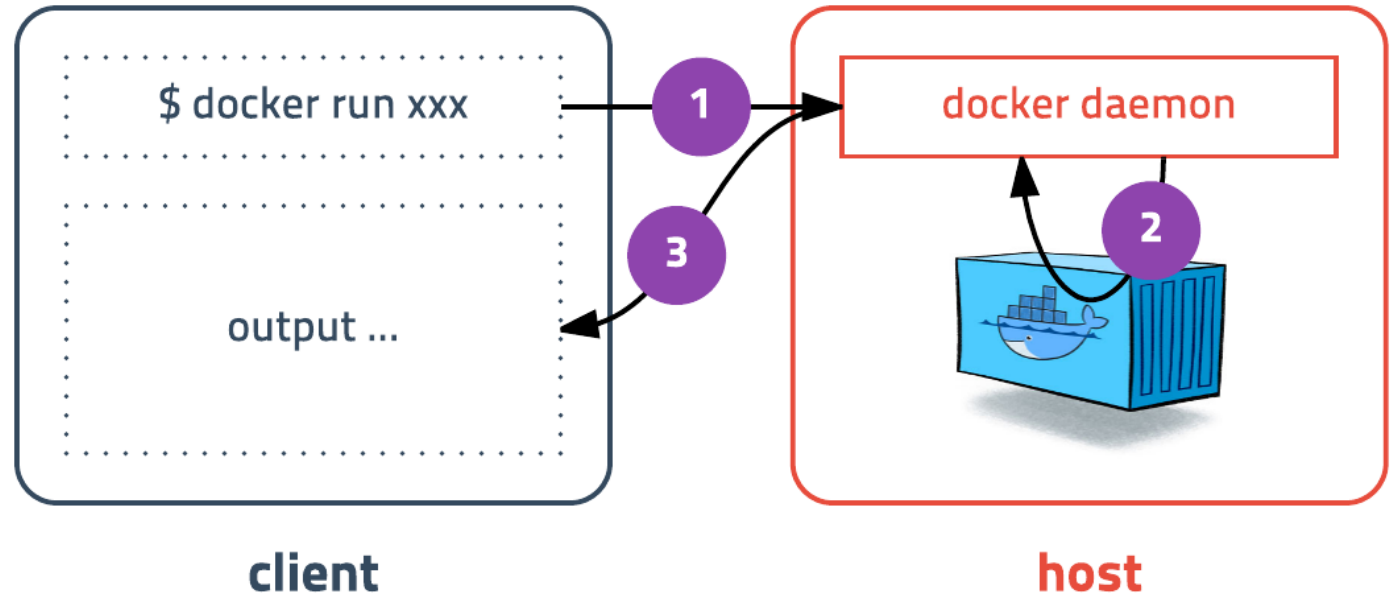 $ docker run xxx
1
docker daemon
2
3
output ...
client
host